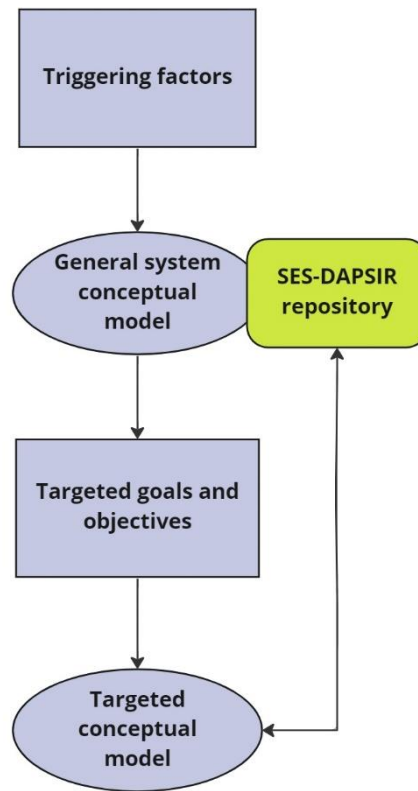 Triggering factors
General system
conceptual
model
SES-DAPSIR
repository
Targeted goals and
objectives
Targeted
conceptual
model